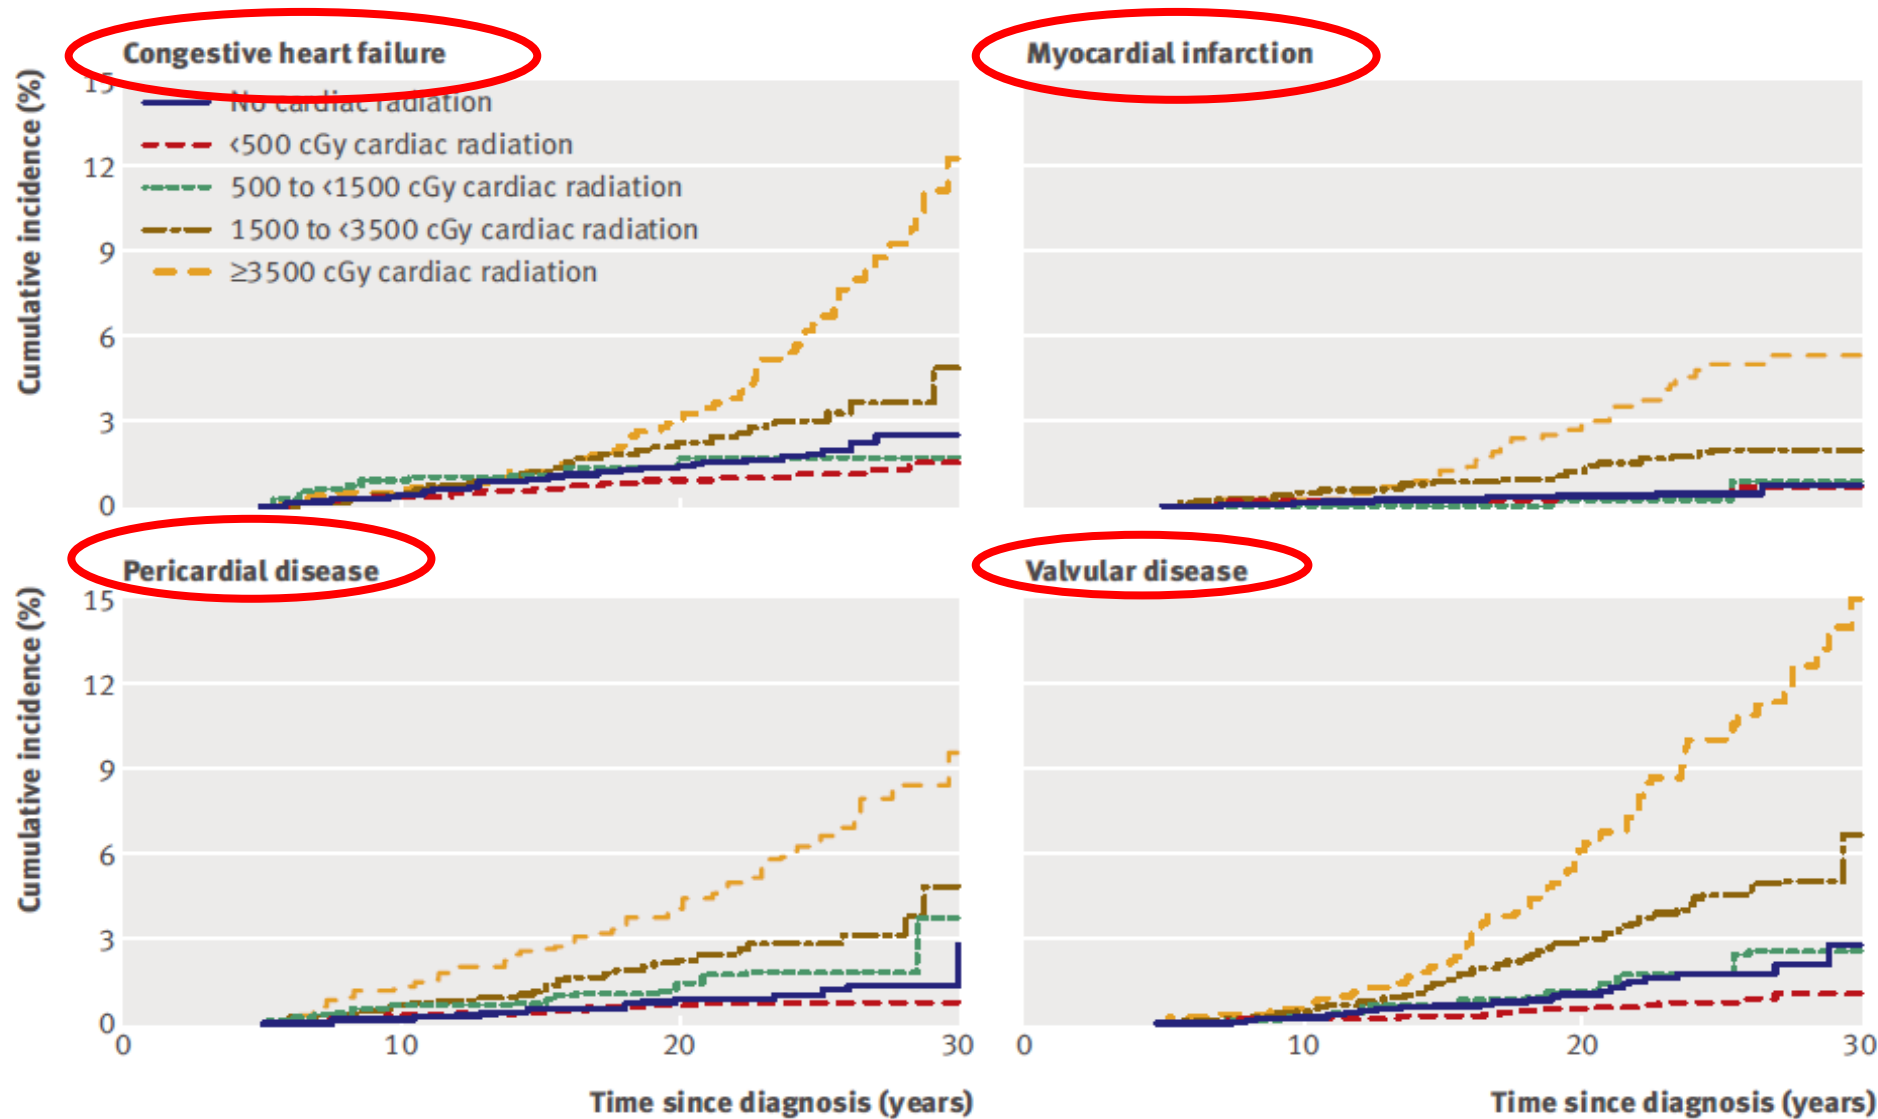 Congestive heart failure
Myocardial infarction
Cumulative incidence (%)
15
12
9
6
3
0
No cardiac radiation
<500 cGy cardiac radiation
500 to <1500 cGy cardiac radiation
1500 to <3500 cGy cardiac radiation
≥3500 cGy cardiac radiation
Pericardial disease
Valvular disease
Cumulative incidence (%)
15
12
9
6
3
0
0 10 20 30
0 10 20 30
Time since diagnosis (years)
Time since diagnosis (years)